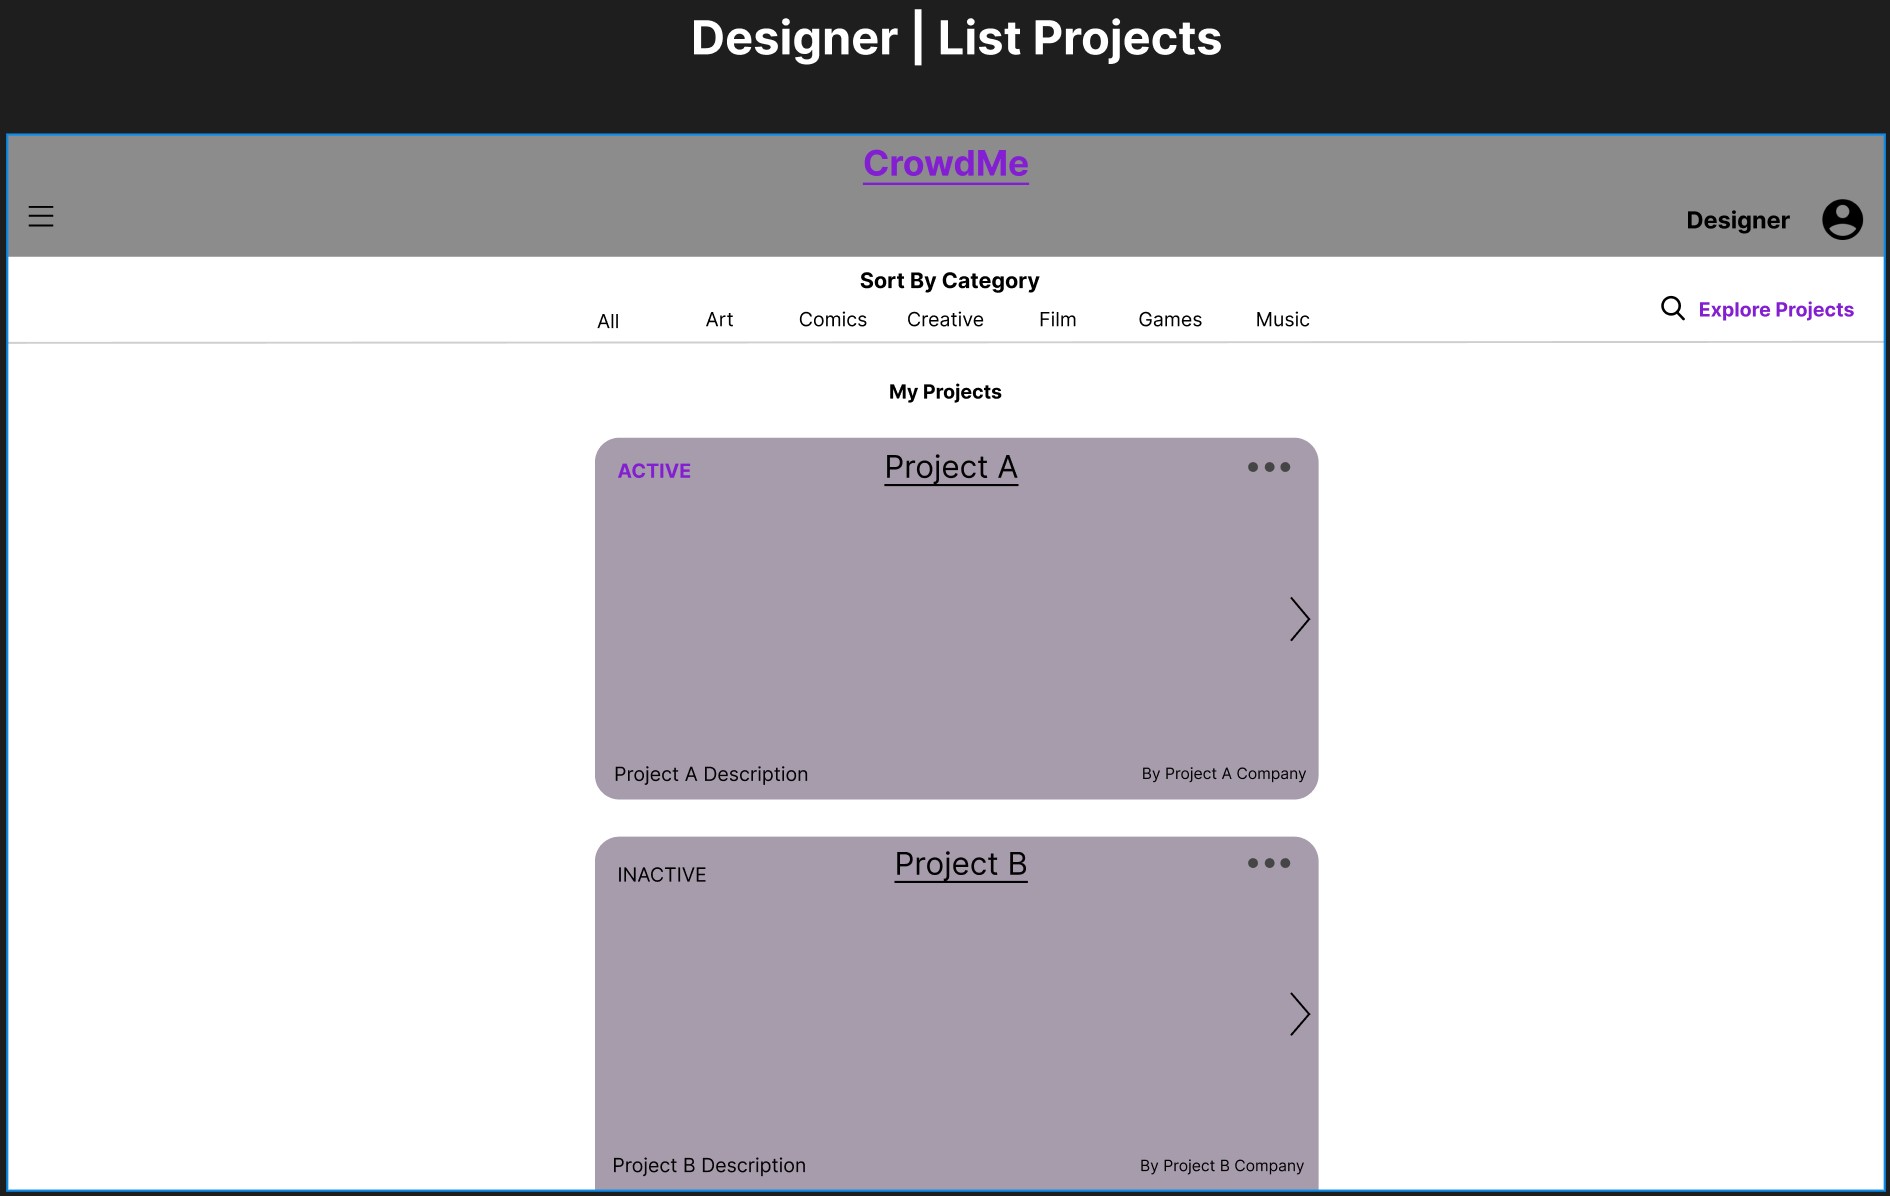 Designer | List Projects
CrowdMe
Designer
Sort By Category
All Art Comics Creative Film Games Music
Explore Projects
My Projects
ACTIVE
Project A
Project A Description
By Project A Company
INACTIVE
Project B
Project B Description
By Project B Company